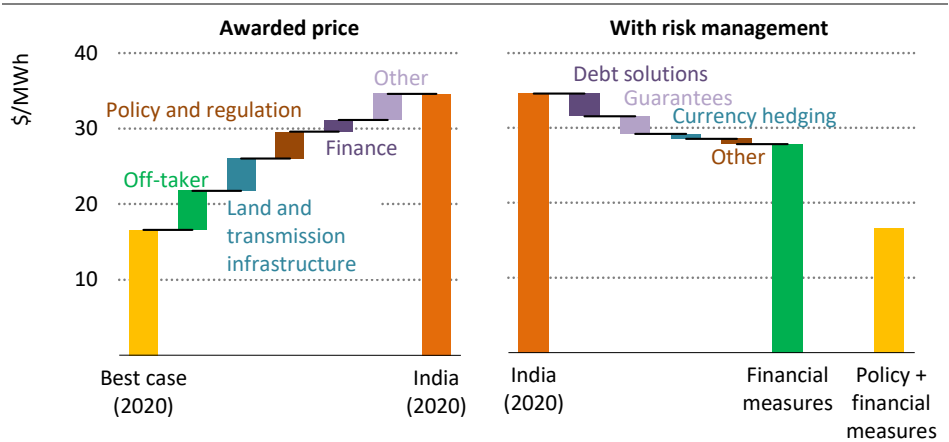 Awarded price
With risk management
$/MWh
40
30
20
10
Other
Policy and regulation
Finance
Off-taker
Land and
transmission
infrastructure
Best case
(2020)
India
(2020)
Debt solutions
Guarantees
Currency hedging
Other
India
(2020)
Financial
measures
Policy +
financial
measures